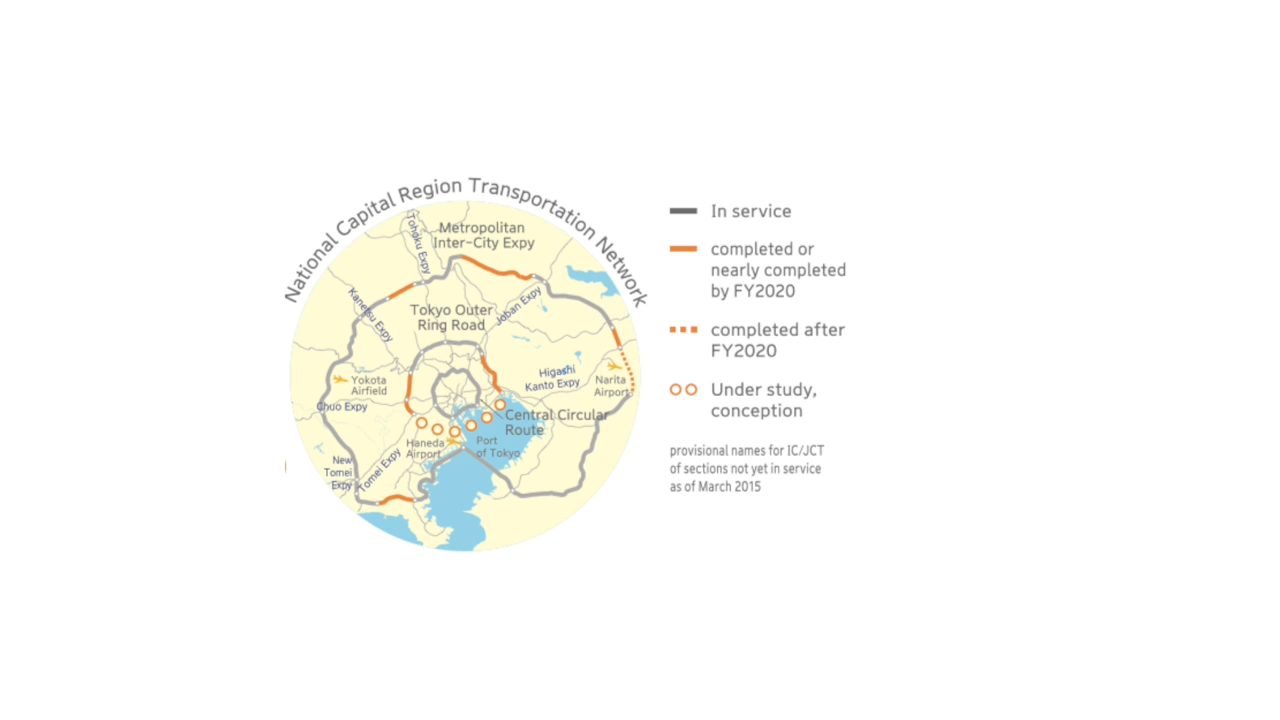 National Capital Region Transportation Network
Tohoku Expy
Metropolitan
Inter-City Expy
Kanetsu Expy
Tokyo Outer
Ring Road
Joban Expy
Yokota
Airfield
Higashi
Kanto Expy
Narita
Airport
Chuo Expy
Central Circular
Route
Haneda
Airport
Port
of Tokyo
New
Tomei
Expy
Tomei Expy
In service
completed or
nearly completed
by FY2020
completed after
FY2020
Under study,
conception
provisional names for IC/JCT
of sections not yet in service
as of March 2015